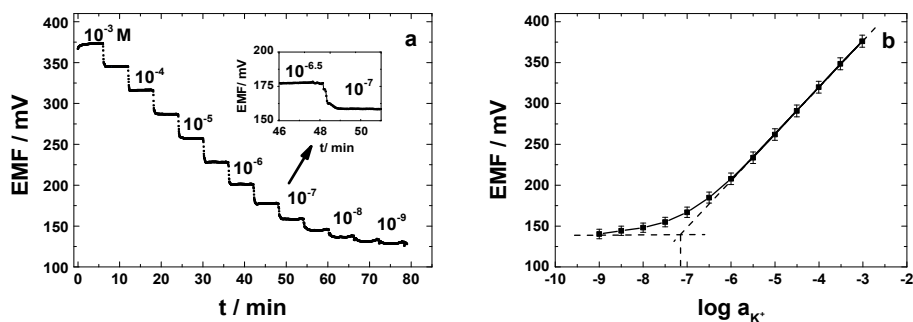 a
EMF / mV
400
350
300
250
200
150
100
10⁻³ M
10⁻⁴
10⁻⁵
10⁻⁶
10⁻⁷
10⁻⁸
10⁻⁹
0 10 20 30 40 50 60 70 80
t / min
EMF/ mV
200
175
150
10⁻⁶·⁵
10⁻⁷
46 48 50
t/ min
b
EMF / mV
400
350
300
250
200
150
100
-10 -9 -8 -7 -6 -5 -4 -3 -2
log a_K⁺